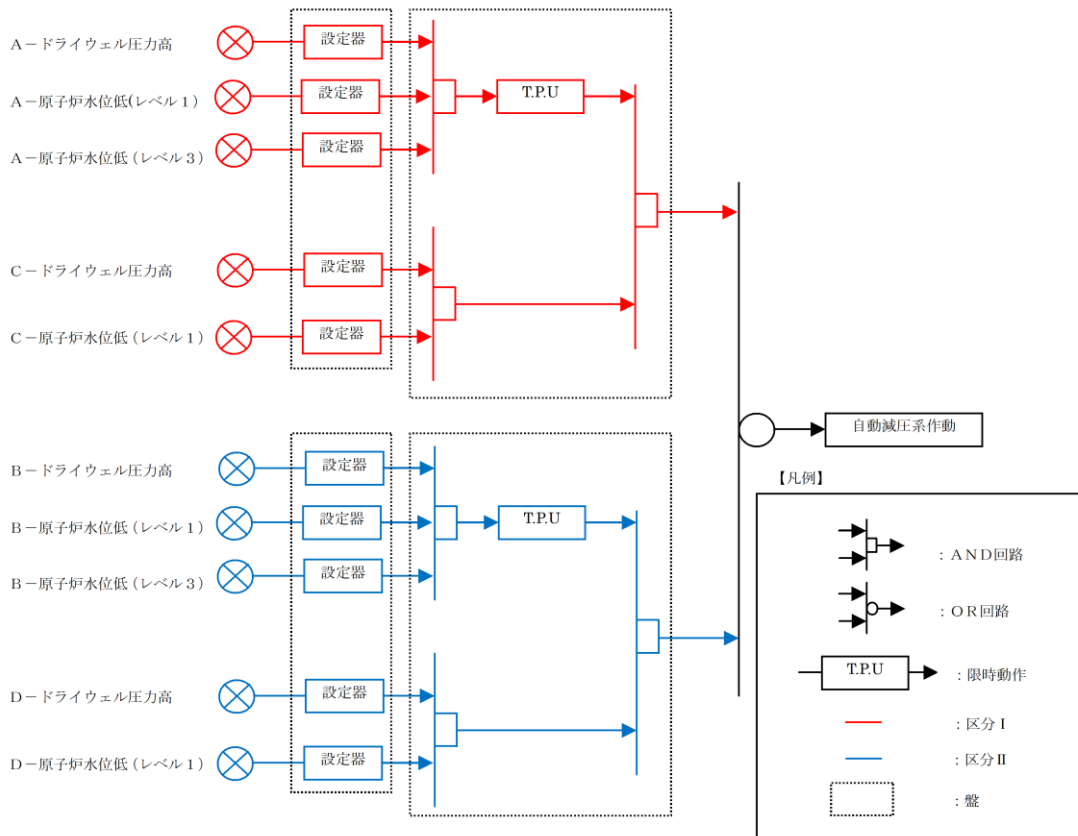 A－ドライウェル圧力高
設定器
A－原子炉水位低(レベル１)
設定器
T.P.U
A－原子炉水位低（レベル３）
設定器
C－ドライウェル圧力高
設定器
C－原子炉水位低（レベル１）
設定器
自動減圧系作動
B－ドライウェル圧力高
設定器
B－原子炉水位低（レベル１）
設定器
T.P.U
B－原子炉水位低（レベル３）
設定器
D－ドライウェル圧力高
設定器
D－原子炉水位低（レベル１）
設定器
【凡例】
：ＡＮＤ回路
：ＯＲ回路
T.P.U
：限時動作
：区分Ⅰ
：区分Ⅱ
：盤